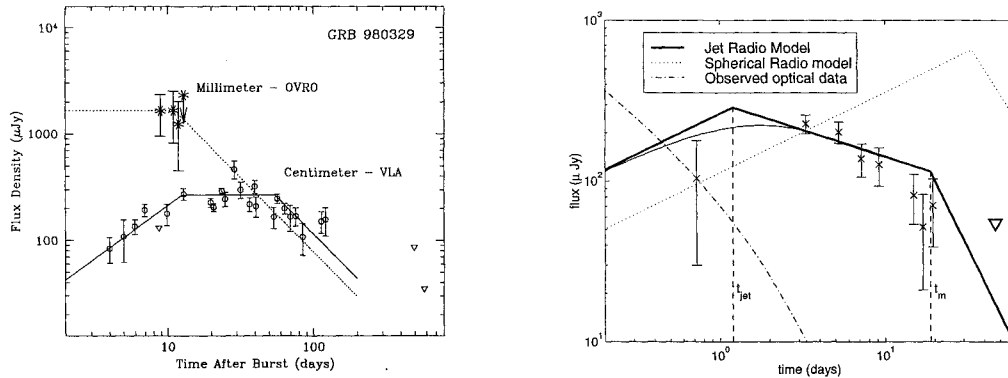 GRB 980329
Millimeter - OVRO
Centimeter - VLA
Flux Density (μJy)
10⁴
1000
100
10
100
Time After Burst (days)
Jet Radio Model
Spherical Radio model
Observed optical data
flux (μ Jy)
10³
10²
10¹
t_jet
t_m
10⁰
10¹
time (days)